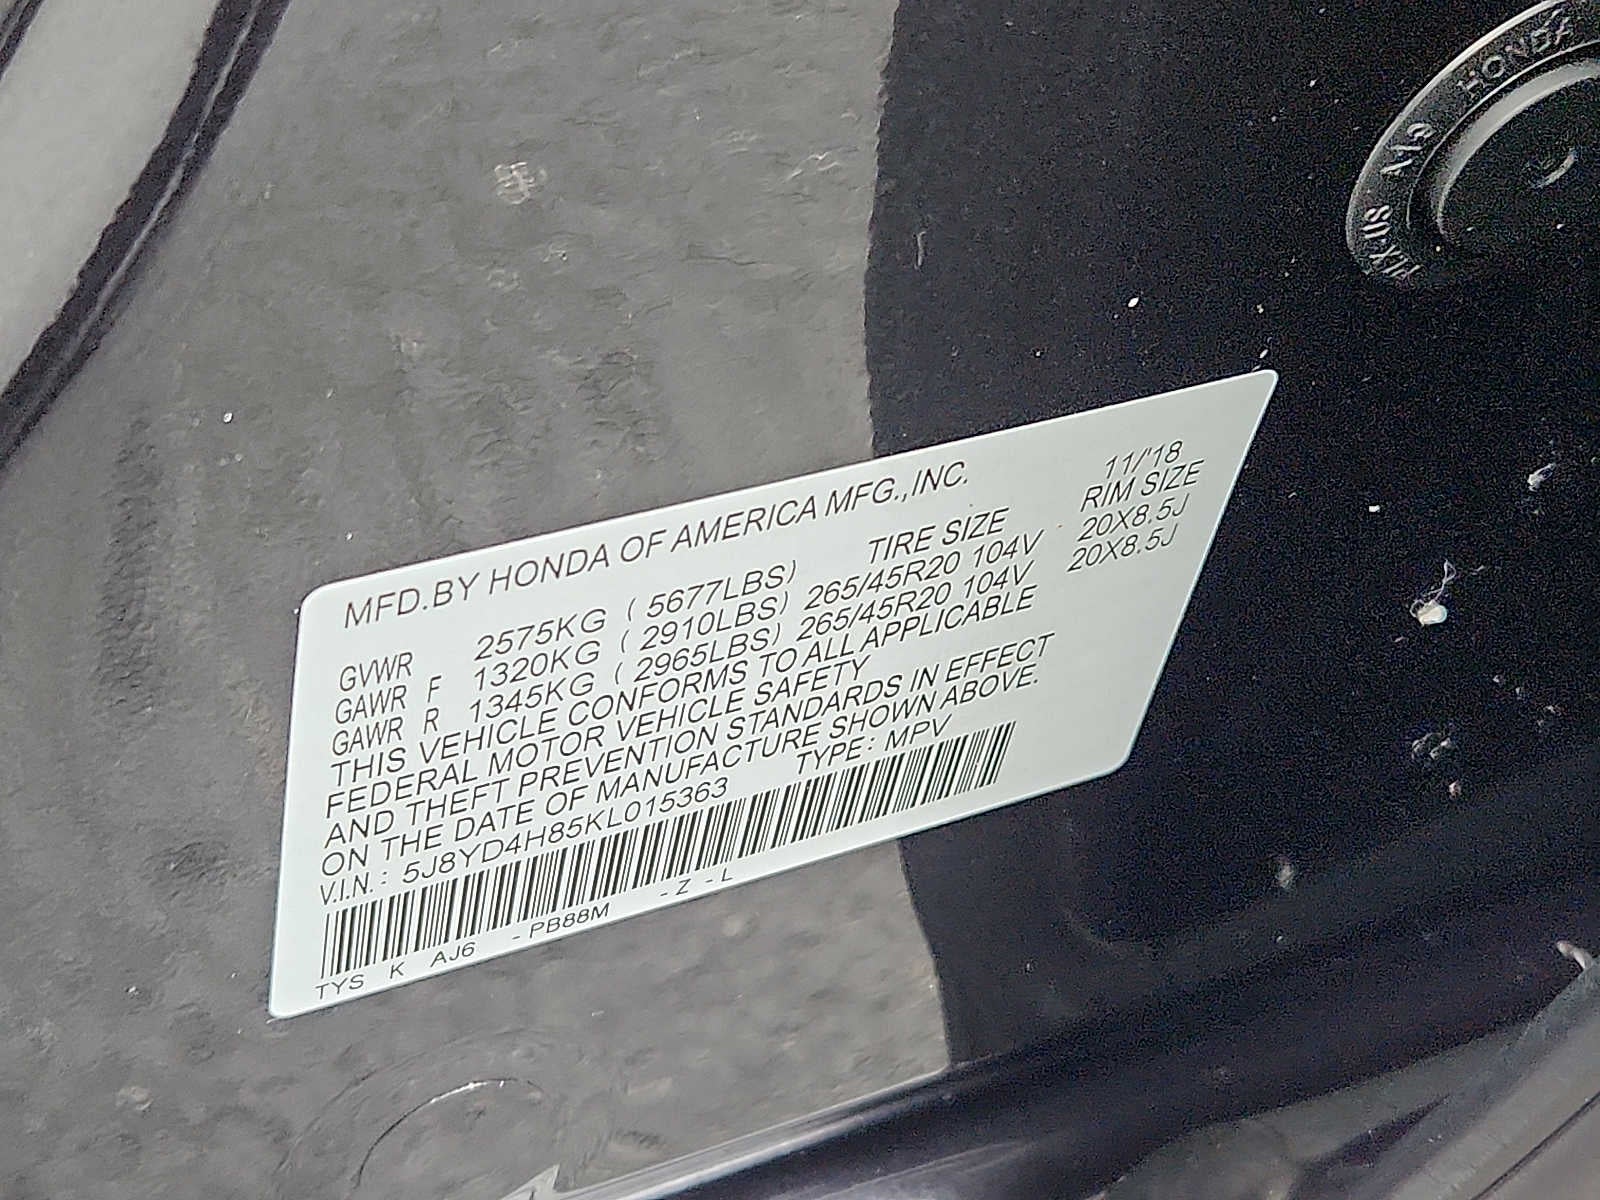 HONDA
A19
PIXUS
MFD.BY HONDA OF AMERICA MFG.,INC. 11/'18
TIRE SIZE RIM SIZE
GVWR 2575KG ( 5677LBS)
GAWR F 1320KG ( 2910LBS) 265/45R20 104V 20X8.5J
GAWR R 1345KG ( 2965LBS) 265/45R20 104V 20X8.5J
THIS VEHICLE CONFORMS TO ALL APPLICABLE
FEDERAL MOTOR VEHICLE SAFETY
AND THEFT PREVENTION STANDARDS IN EFFECT
ON THE DATE OF MANUFACTURE SHOWN ABOVE.
V.I.N.: 5J8YD4H85KL015363 TYPE: MPV
TYS K AJ6 -PB88M -Z-L